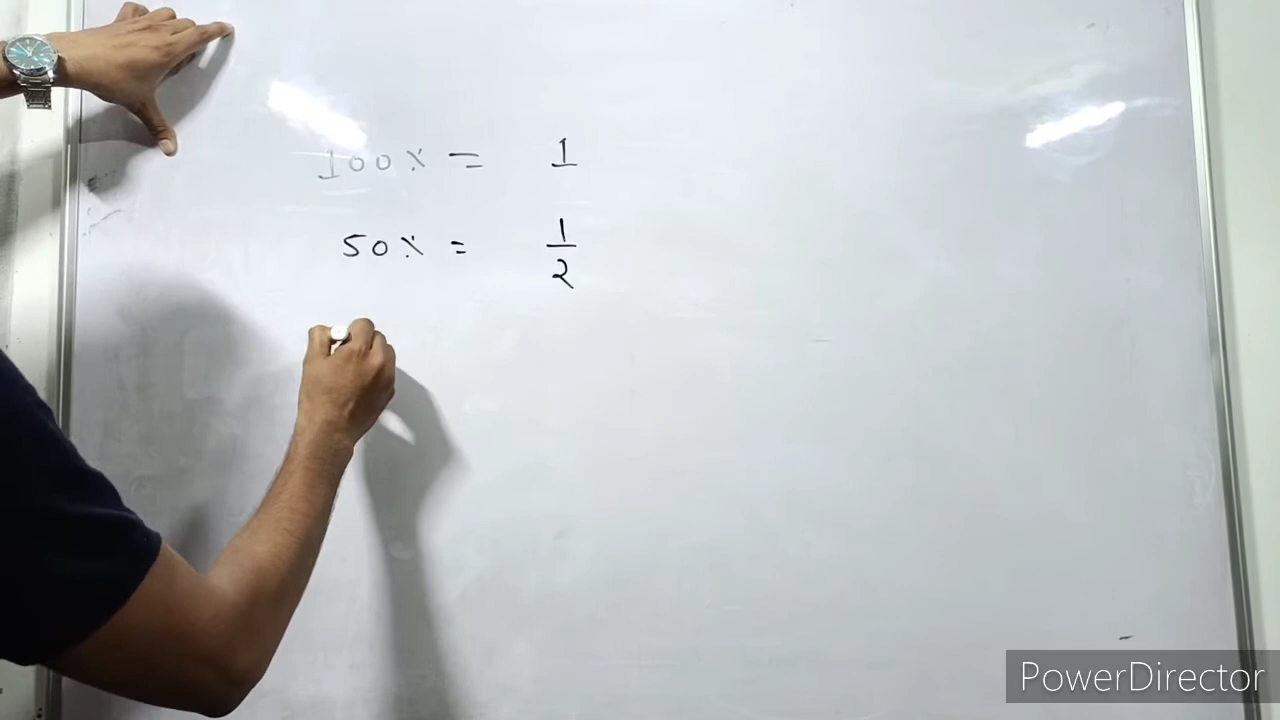 100% = 1
50% = 1/2
PowerDirector